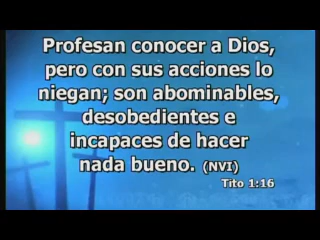 Profesan conocer a Dios,
pero con sus acciones lo
niegan; son abominables,
desobedientes e
incapaces de hacer
nada bueno. (NVI)
Tito 1:16